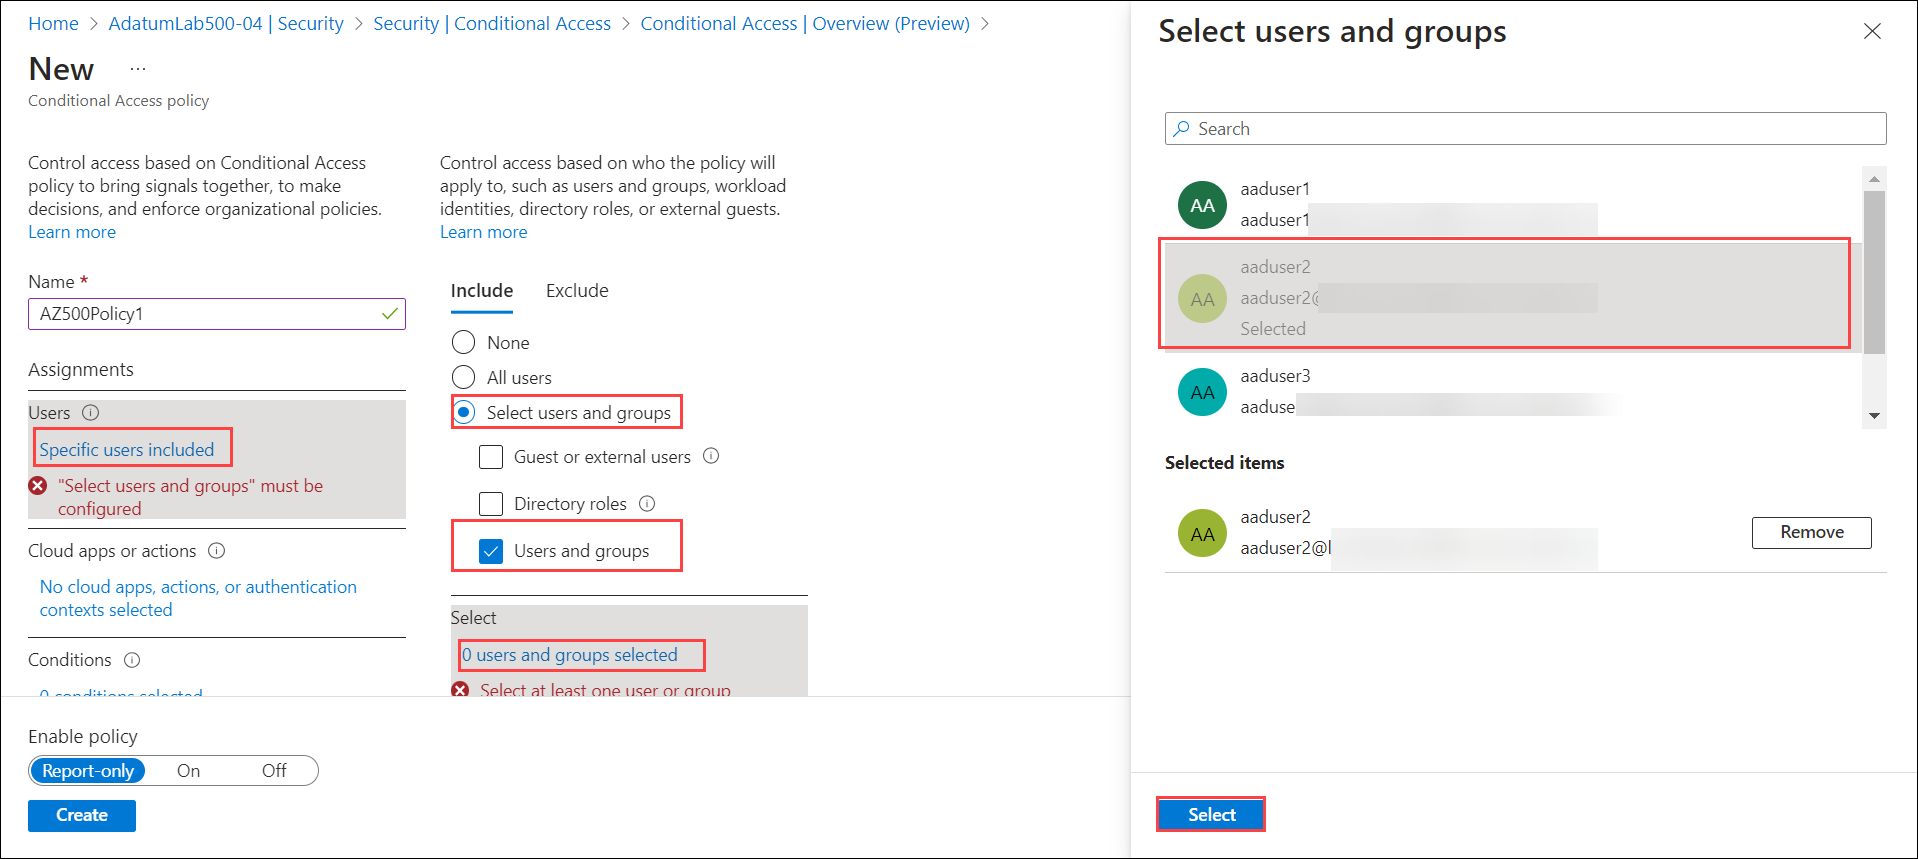 Home > AdatumLab500-04 | Security > Security | Conditional Access > Conditional Access | Overview (Preview) >
New ...
Conditional Access policy
Control access based on Conditional Access
policy to bring signals together, to make
decisions, and enforce organizational policies.
Learn more
Name *
AZ500Policy1
Assignments
Users
Specific users included
"Select users and groups" must be
configured
Cloud apps or actions
No cloud apps, actions, or authentication
contexts selected
Conditions
0 conditions selected
Control access based on who the policy will
apply to, such as users and groups, workload
identities, directory roles, or external guests.
Learn more
Include Exclude
None
All users
Select users and groups
Guest or external users
Directory roles
Users and groups
Select
0 users and groups selected
Select at least one user or group
Enable policy
Report-only On Off
Create
Select users and groups
Search
AA
aaduser1
aaduser1
AA
aaduser2
aaduser2@
Selected
AA
aaduser3
aaduse
Selected items
AA
aaduser2
aaduser2@l
Remove
Select